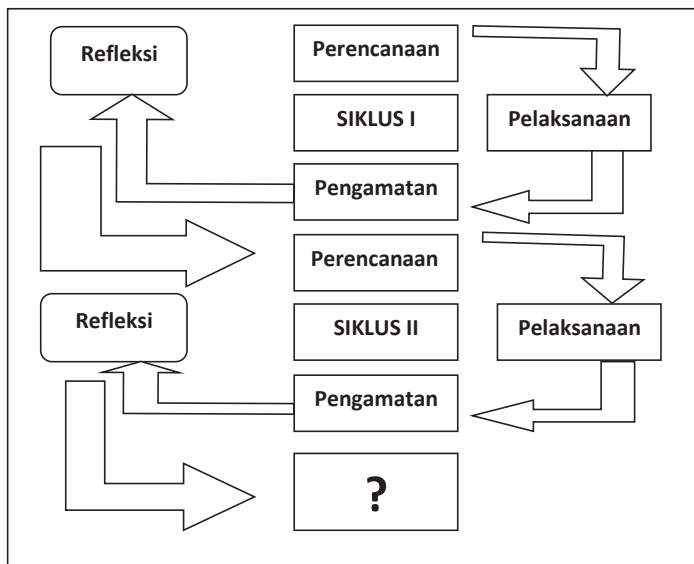 Refleksi
Perencanaan
SIKLUS I
Pelaksanaan
Pengamatan
Perencanaan
Refleksi
SIKLUS II
Pelaksanaan
Pengamatan
?